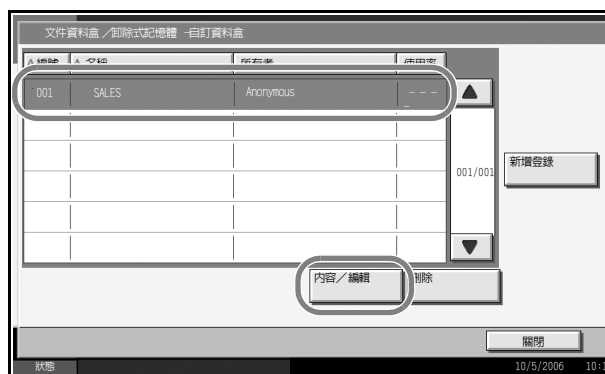 文件資料盒／卸除式記憶體 -自訂資料盒
編號 名稱 所有者 使用率
001 SALES Anonymous - - - -
001/001
新增登錄
內容／編輯 刪除
關閉
狀態 10/5/2006 10:1